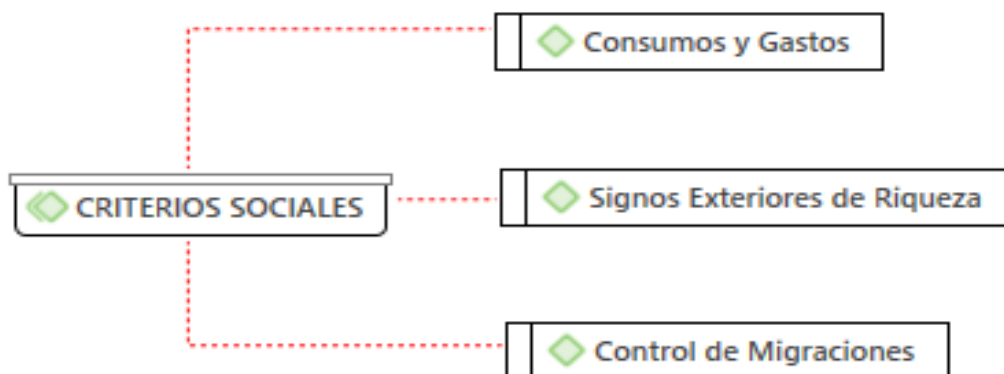 Consumos y Gastos
CRITERIOS SOCIALES
Signos Exteriores de Riqueza
Control de Migraciones